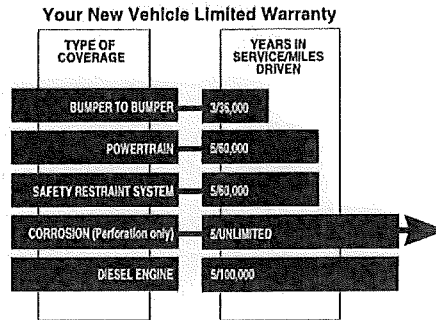 Your New Vehicle Limited Warranty
TYPE OF COVERAGE
YEARS IN SERVICE/MILES DRIVEN
BUMPER TO BUMPER 3/36,000
POWERTRAIN 5/60,000
SAFETY RESTRAINT SYSTEM 5/60,000
CORROSION (Perforation only) 5/UNLIMITED
DIESEL ENGINE 5/100,000